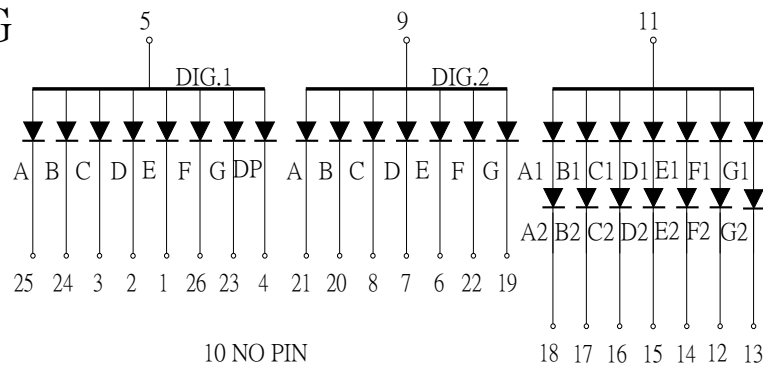 G
5 9 11
DIG.1 DIG.2
A B C D E F G DP A B C D E F G A1 B1 C1 D1 E1 F1 G1
A2 B2 C2 D2 E2 F2 G2
25 24 3 2 1 26 23 4 21 20 8 7 6 22 19
18 17 16 15 14 12 13
10 NO PIN